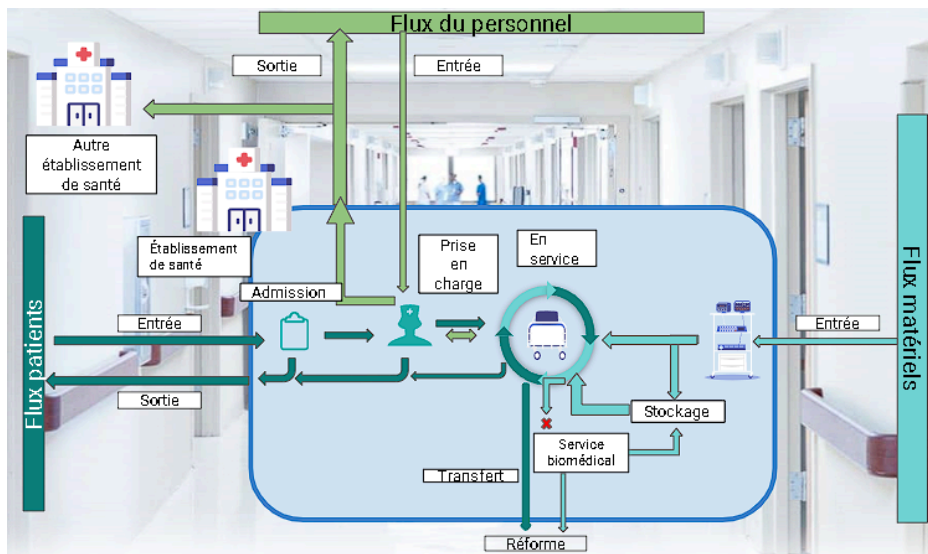 Flux du personnel
Sortie
Entrée
Autre
établissement
de santé
Établissement
de santé
En
service
Prise
en
charge
Admission
Flux patients
Entrée
Sortie
Flux matériels
Entrée
Stockage
Service
biomédical
Transfert
Réforme